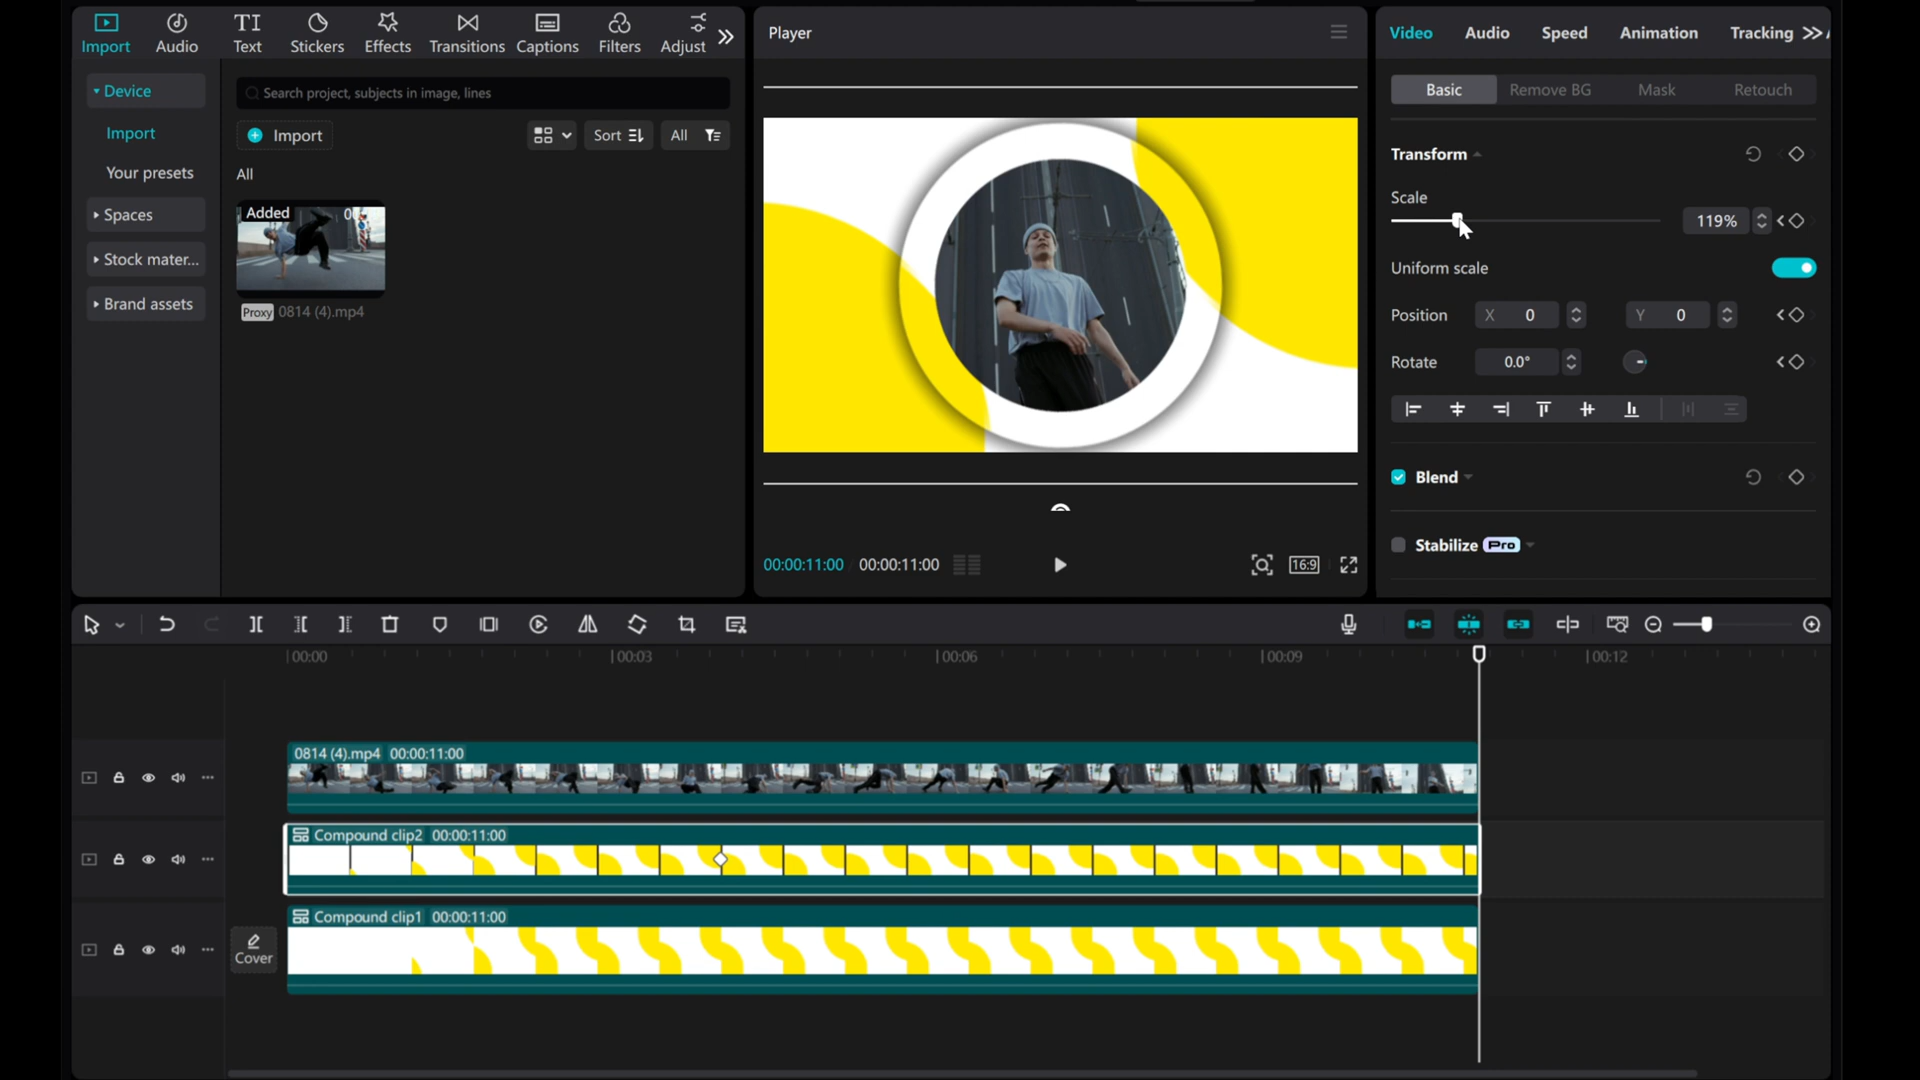 Import
Audio
Text
Stickers
Effects
Transitions
Captions
Filters
Adjust
Device
Import
Your presets
Spaces
Stock mater...
Brand assets
Search project, subjects in image, lines
Import
Sort
All
All
Added
Proxy 0814 (4).mp4
Player
00:00:11:00 00:00:11:00
16:9
Video
Audio
Speed
Animation
Tracking
Basic
Remove BG
Mask
Retouch
Transform
Scale
119%
Uniform scale
Position X 0 Y 0
Rotate 0.0°
Blend
Stabilize Pro
00:00
00:03
00:06
00:09
00:12
0814 (4).mp4 00:00:11:00
Compound clip2 00:00:11:00
Compound clip1 00:00:11:00
Cover